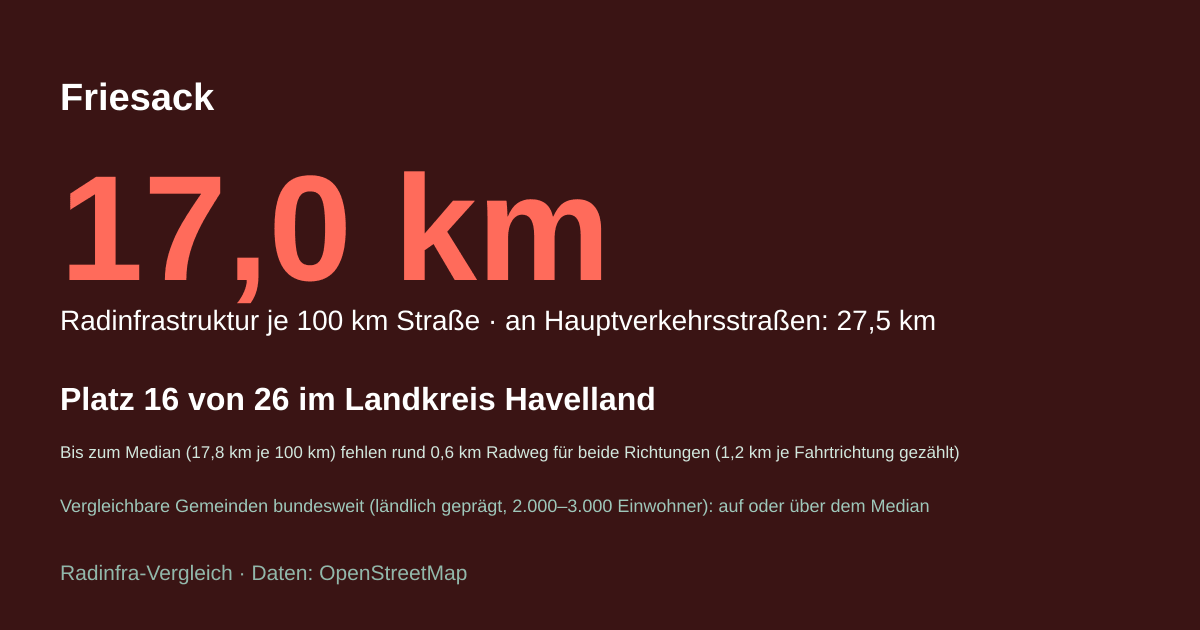 Friesack
17,0 km
Radinfrastruktur je 100 km Straße · an Hauptverkehrsstraßen: 27,5 km
Platz 16 von 26 im Landkreis Havelland
Bis zum Median (17,8 km je 100 km) fehlen rund 0,6 km Radweg für beide Richtungen (1,2 km je Fahrtrichtung gezählt)
Vergleichbare Gemeinden bundesweit (ländlich geprägt, 2.000–3.000 Einwohner): auf oder über dem Median
Radinfra-Vergleich · Daten: OpenStreetMap